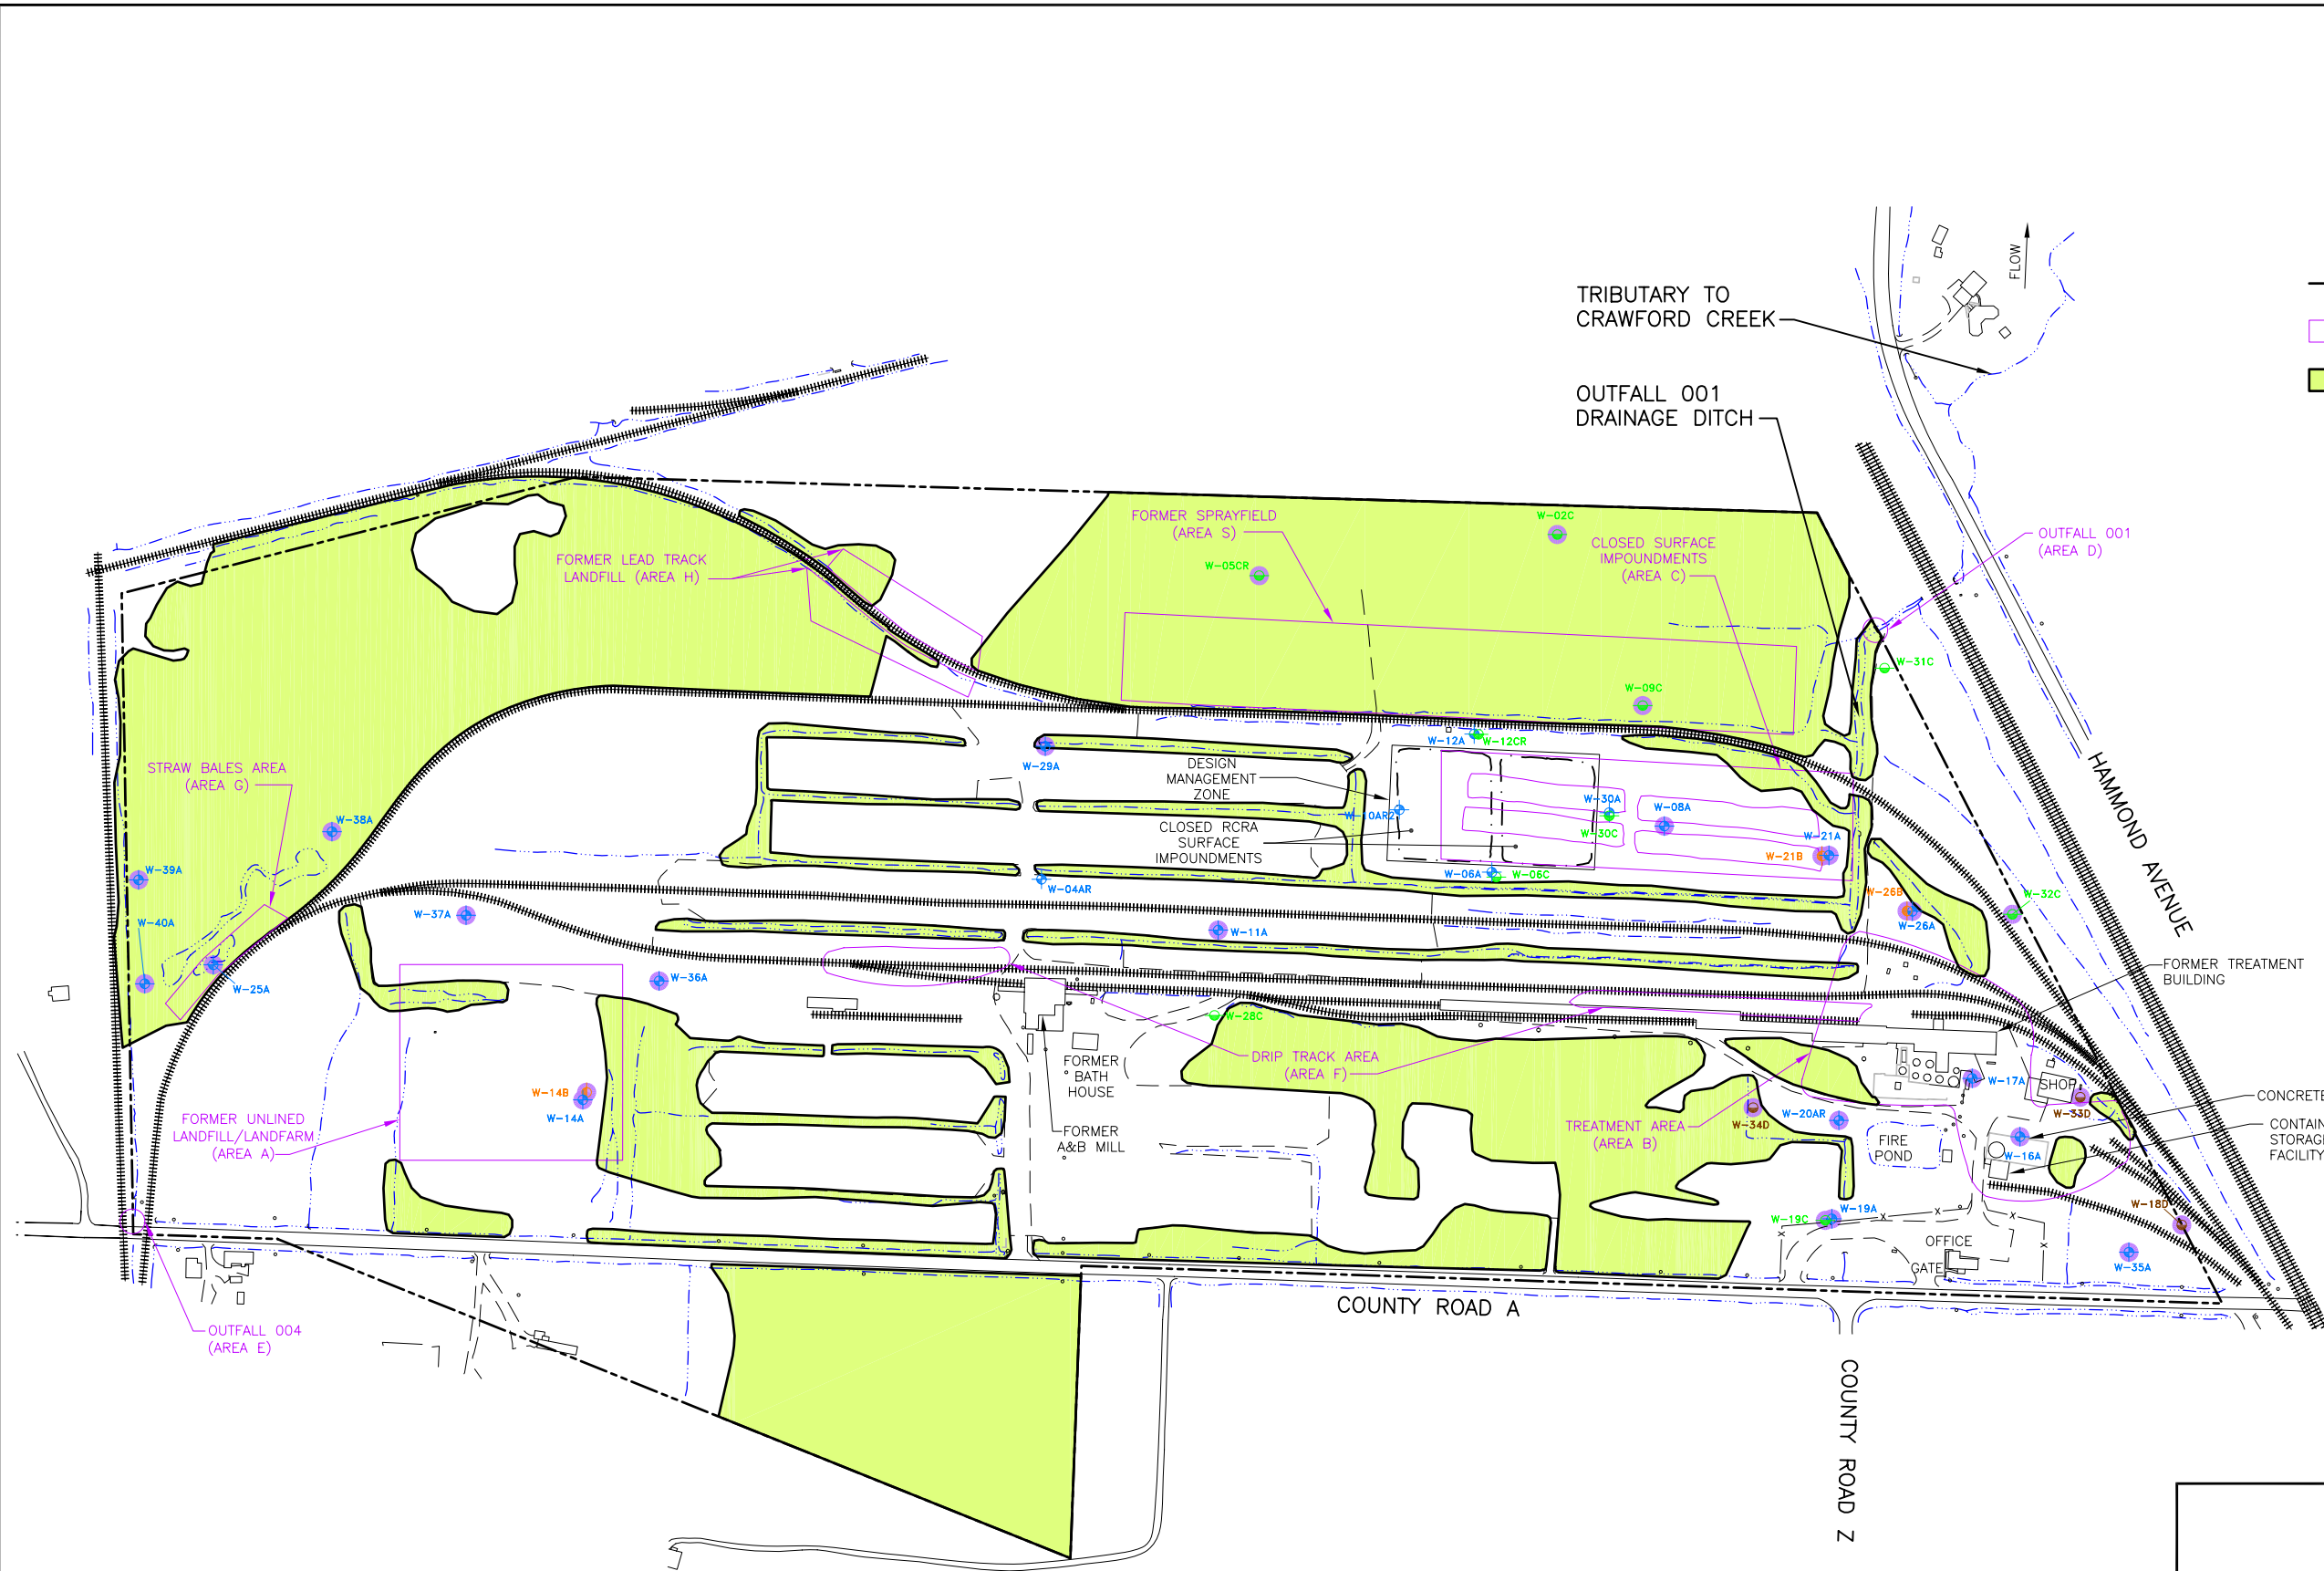 FLOW
TRIBUTARY TO
CRAWFORD CREEK
OUTFALL 001
DRAINAGE DITCH
FORMER SPRAYFIELD
(AREA S)
W-02C
CLOSED SURFACE
IMPOUNDMENTS
(AREA C)
OUTFALL 001
(AREA D)
FORMER LEAD TRACK
LANDFILL (AREA H)
W-05CR
W-31C
W-09C
W-12A
W-12CR
W-29A
DESIGN
MANAGEMENT
ZONE
HAMMOND AVENUE
STRAW BALES AREA
(AREA G)
W-30A
W-08A
W-10AR2
W-38A
CLOSED RCRA
SURFACE
IMPOUNDMENTS
W-30C
W-21A
W-21B
W-39A
W-06A
W-06C
W-04AR
W-26B
W-32C
W-40A
W-37A
W-11A
W-26A
W-25A
W-36A
FORMER TREATMENT
BUILDING
W-28C
DRIP TRACK AREA
(AREA F)
FORMER
BATH
HOUSE
W-14B
W-14A
W-17A
SHOP
W-33D
CONCRETE
FORMER UNLINED
LANDFILL/LANDFARM
(AREA A)
FORMER
A&B MILL
TREATMENT AREA
(AREA B)
W-34D
W-20AR
FIRE
POND
W-16A
CONTAIN
STORAG
FACILITY
W-19C
W-19A
W-18D
OFFICE
GATE
W-35A
OUTFALL 004
(AREA E)
COUNTY ROAD A
COUNTY ROAD Z